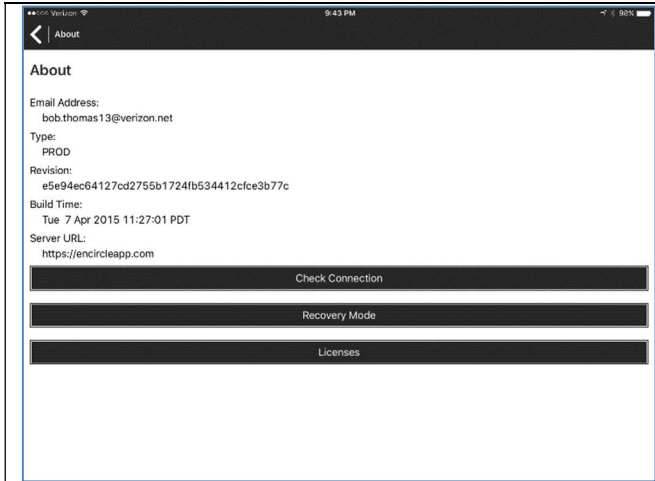 Verizon
9:43 PM
98%
About
About
Email Address:
bob.thomas13@verizon.net
Type:
PROD
Revision:
e5e94ec64127cd2755b1724fb534412cfce3b77c
Build Time:
Tue 7 Apr 2015 11:27:01 PDT
Server URL:
https://encircleapp.com
Check Connection
Recovery Mode
Licenses